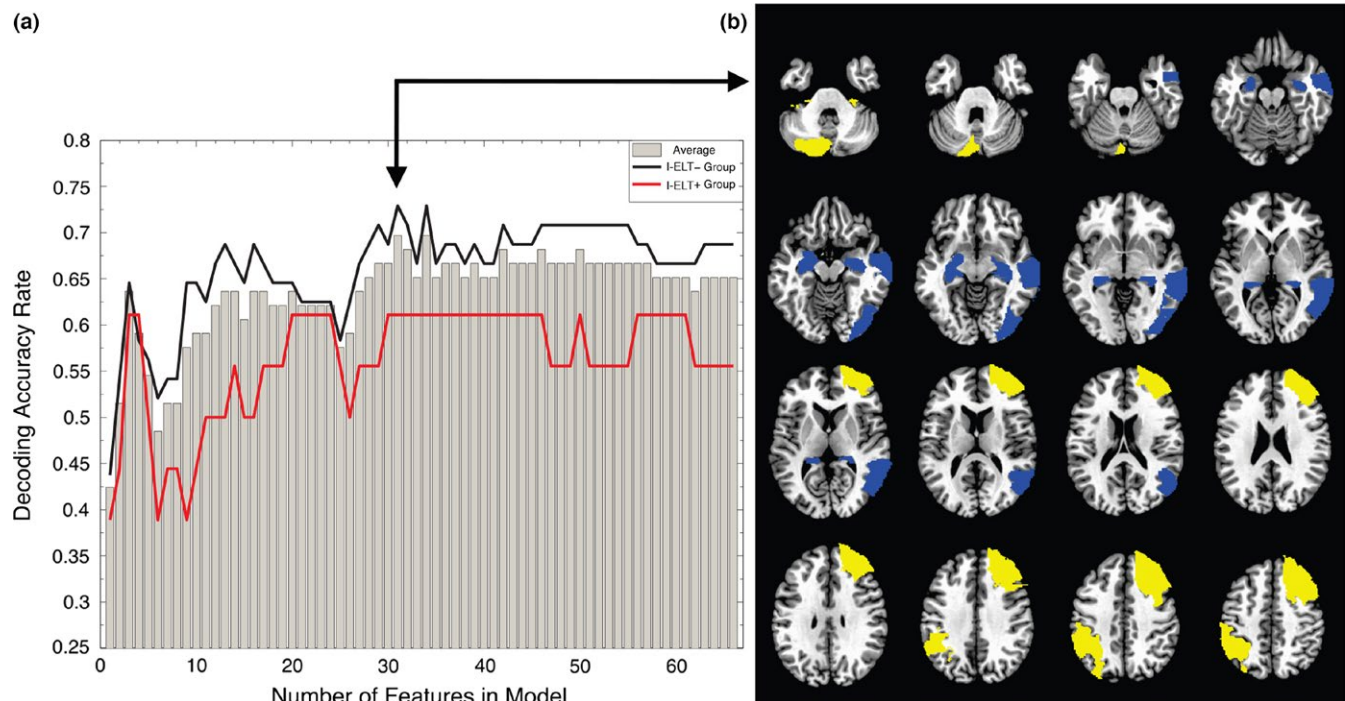 (a)
(b)
0.8
0.75
0.7
0.65
0.6
0.55
0.5
0.45
0.4
0.35
0.3
0.25
Decoding Accuracy Rate
Average
I-ELT− Group
I-ELT+ Group
0 10 20 30 40 50 60
Number of Features in Model